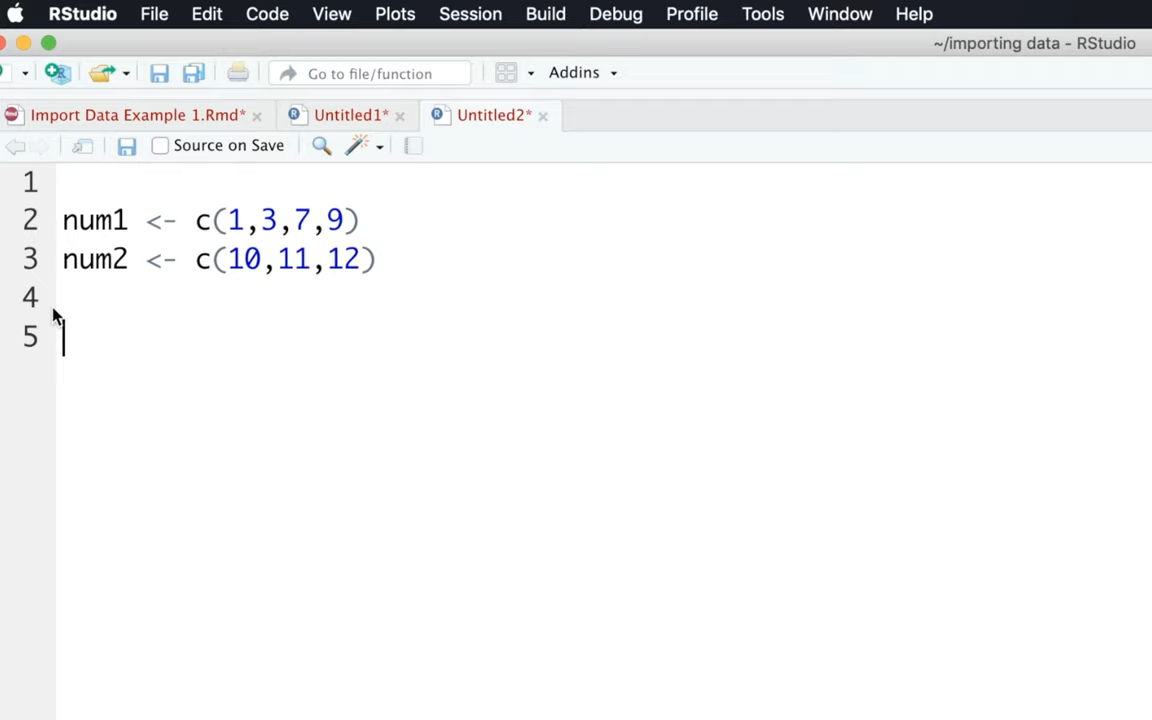 RStudio File Edit Code View Plots Session Build Debug Profile Tools Window Help
~/importing data - RStudio
Go to file/function Addins
Import Data Example 1.Rmd* Untitled1* Untitled2*
Source on Save
1
2 num1 <- c(1,3,7,9)
3 num2 <- c(10,11,12)
4
5